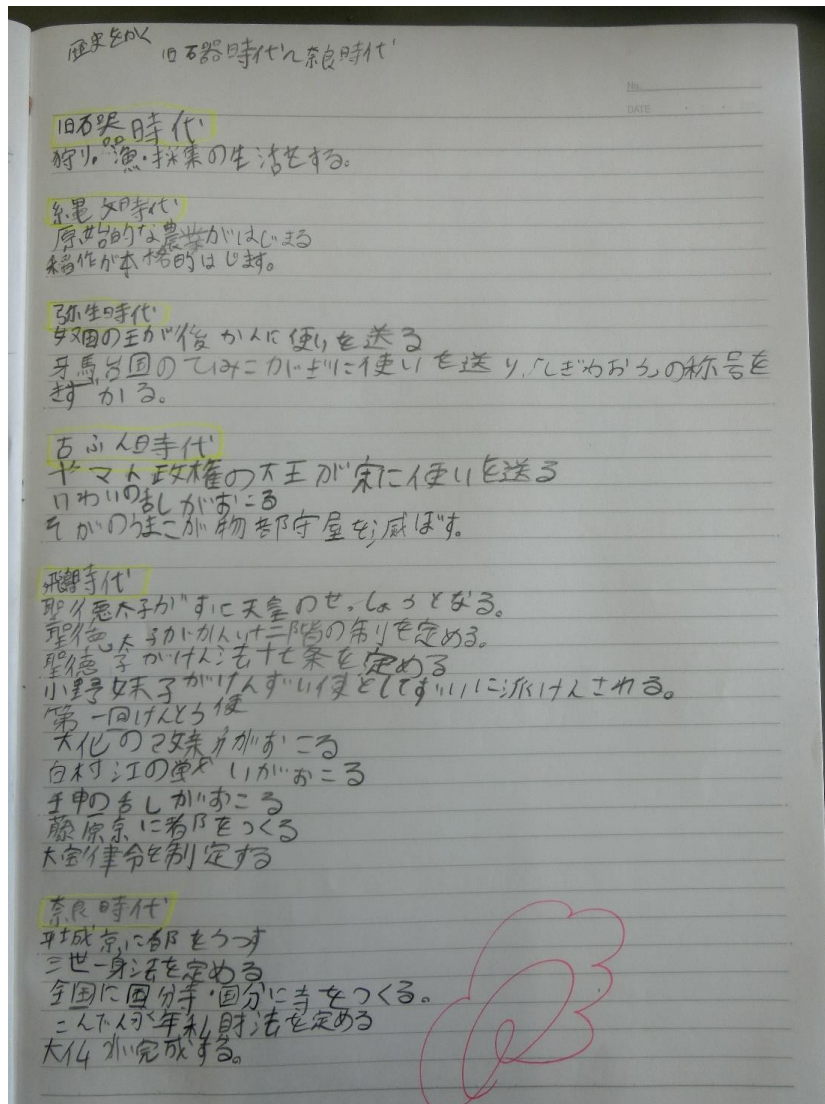 歴史をかく 旧石器時代〜奈良時代
No.
DATE
旧石器時代
狩り・漁・採集の生活をする。
縄文時代
原始的な農業がはじまる
稲作が本格的はじます。
弥生時代
奴国の王が後かんに使いを送る
牙馬台国のひみこがぎに使いを送り、「しぎわおう」の称号を
さずかる。
古ふん時代
ヤマト政権の大王が宋に使いを送る
いわいの乱しがおこる
そがのうまこが物部守屋を滅ぼす。
飛鳥時代
聖徳太子がすいこ天皇のせっしょうとなる。
聖徳太子がかんい十二階の制りを定める。
聖徳子がけん法十七条を定める
小野妹子がけんずい使としてずいに派けんされる。
第一回けんとう使
大化の改新がおこる
白村江の戦いがおこる
壬申の乱しがおこる
藤原京に都をつくる
大宝律令を制定する
奈良時代
平城京に都をうつす
三世一身法を定める
全国に国分寺・国分に寺をつくる。
こんでんえい年私財法を定める
大仏が完成する。